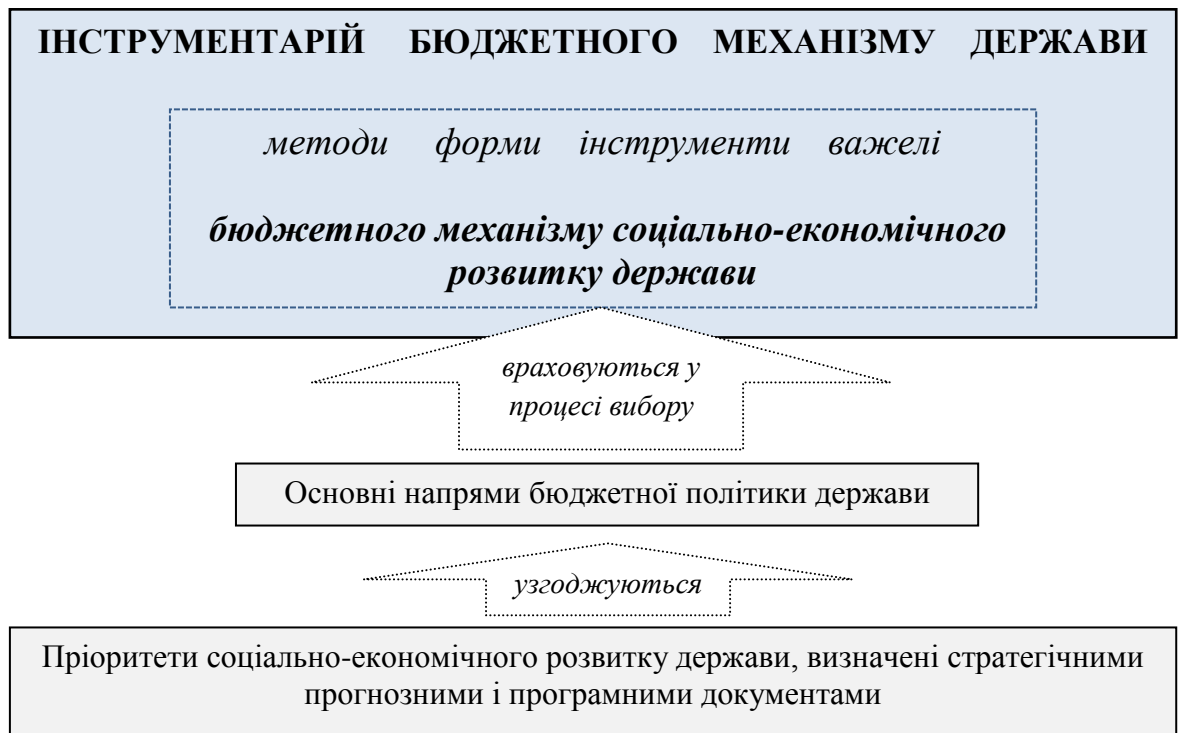 ІНСТРУМЕНТАРІЙ БЮДЖЕТНОГО МЕХАНІЗМУ ДЕРЖАВИ
методи форми інструменти важелі
бюджетного механізму соціально-економічного
розвитку держави
враховуються у
процесі вибору
Основні напрями бюджетної політики держави
узгоджуються
Пріоритети соціально-економічного розвитку держави, визначені стратегічними
прогнозними і програмними документами